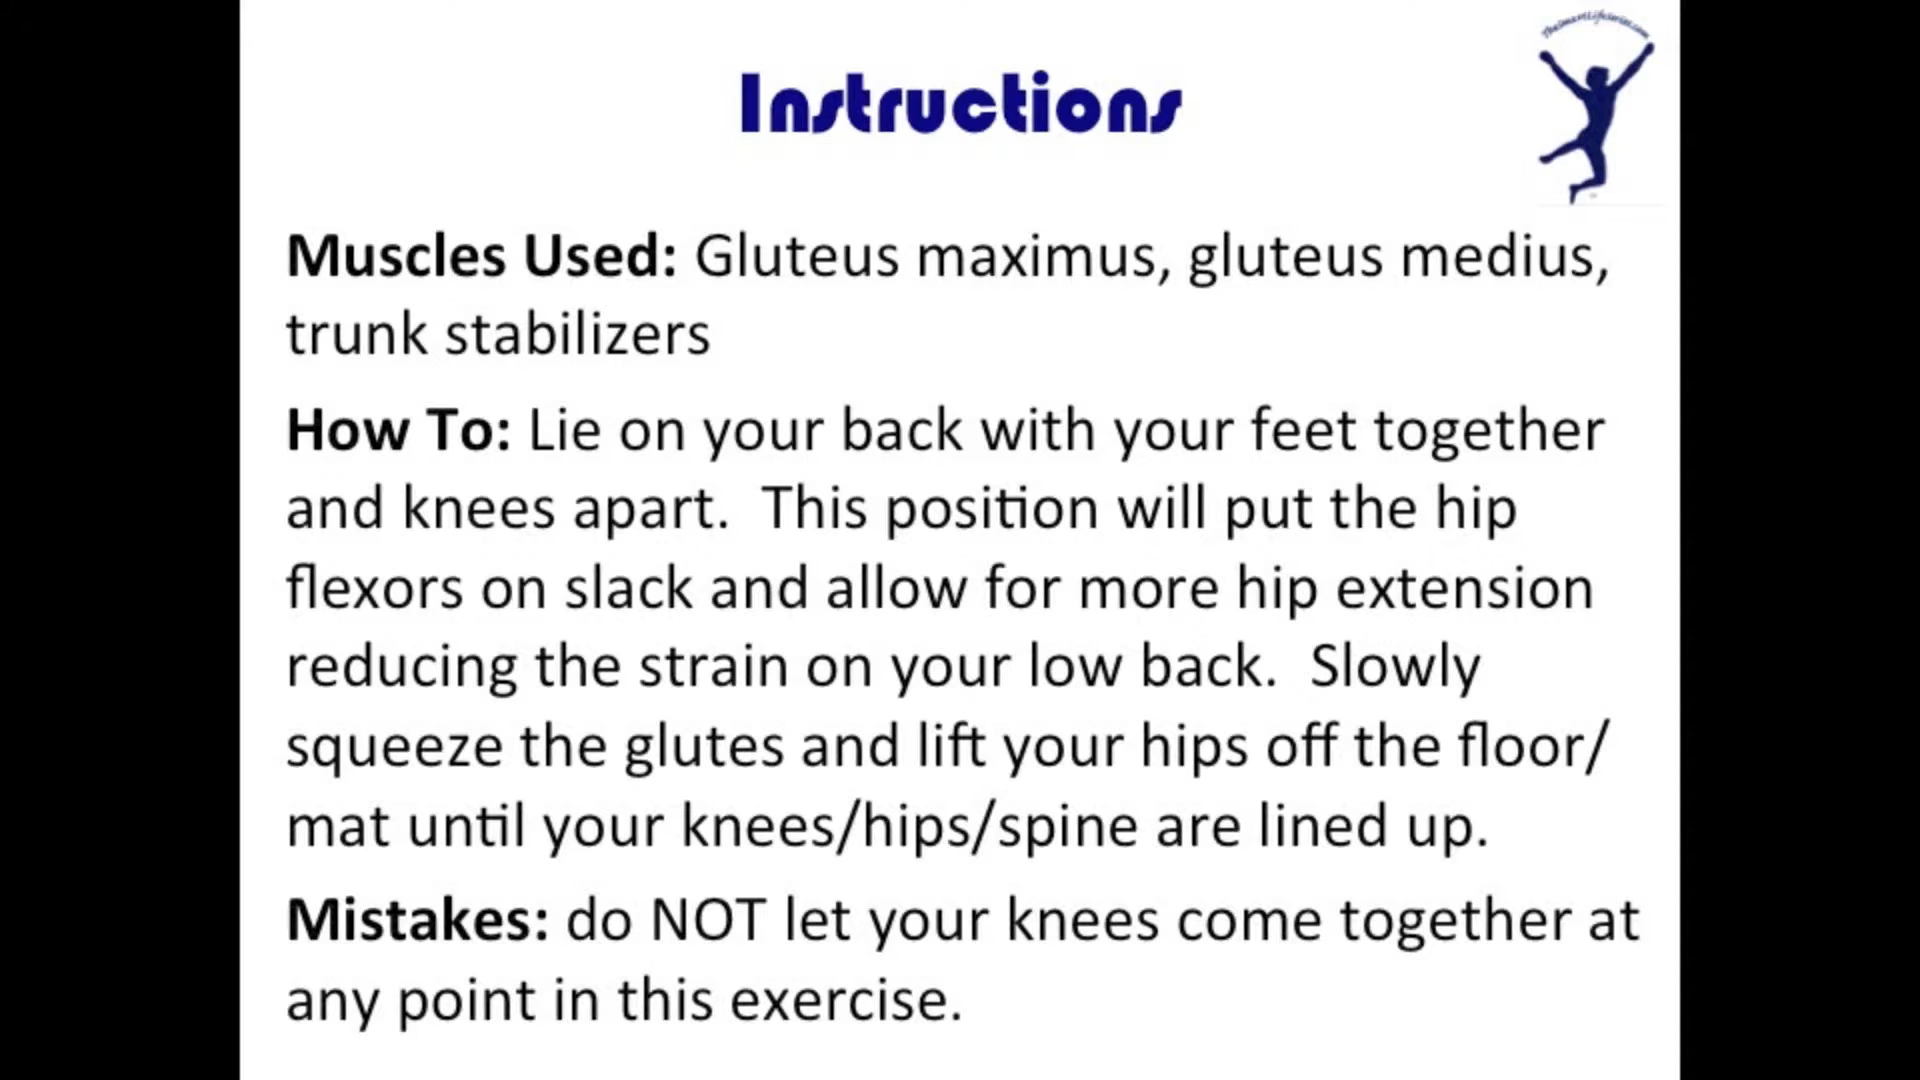 TheSmartLifeSeries.com
Instructions
Muscles Used: Gluteus maximus, gluteus medius,
trunk stabilizers
How To: Lie on your back with your feet together
and knees apart.  This position will put the hip
flexors on slack and allow for more hip extension
reducing the strain on your low back.  Slowly
squeeze the glutes and lift your hips off the floor/
mat until your knees/hips/spine are lined up.
Mistakes: do NOT let your knees come together at
any point in this exercise.